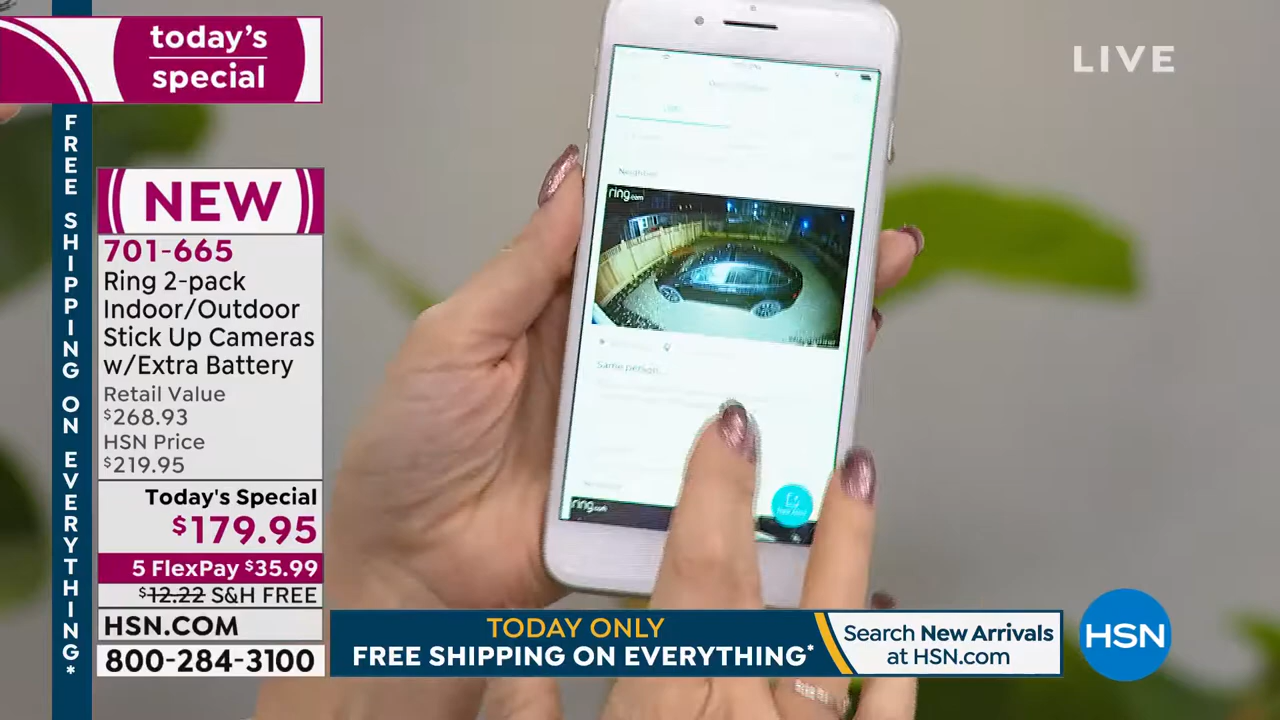 today's
special
LIVE
FREE SHIPPING ON EVERYTHING*
NEW
701-665
Ring 2-pack
Indoor/Outdoor
Stick Up Cameras
w/Extra Battery
Retail Value
$268.93
HSN Price
$219.95
Today's Special
$179.95
5 FlexPay $35.99
$12.22 S&H FREE
HSN.COM
800-284-3100
ring.com
Same person...
ring.com
TODAY ONLY
FREE SHIPPING ON EVERYTHING*
Search New Arrivals
at HSN.com
HSN